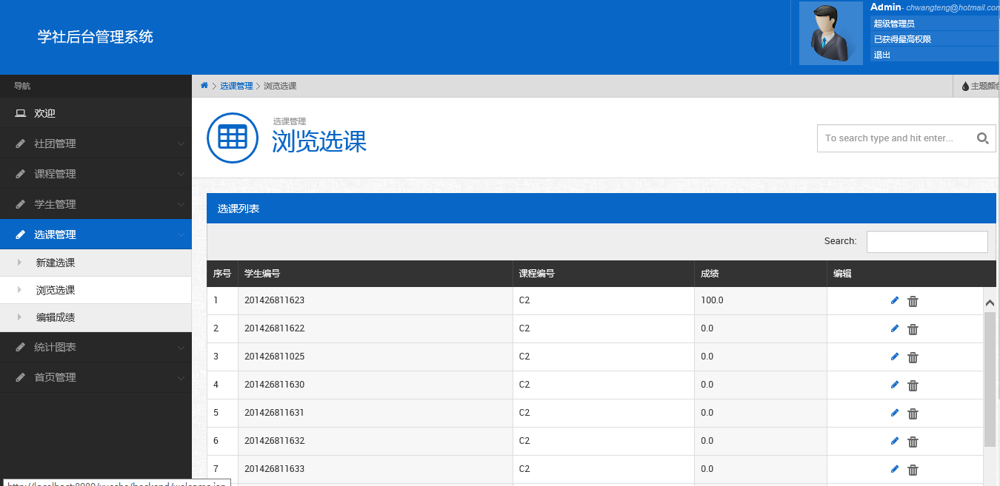 学社后台管理系统
Admin- chwangteng@hotmail.com
超级管理员
已获得最高权限
退出
导航
选课管理 浏览选课
主题颜色
欢迎
社团管理
课程管理
学生管理
选课管理
新建选课
浏览选课
编辑成绩
统计图表
首页管理
选课管理
浏览选课
To search type and hit enter...
选课列表
Search:
序号 学生编号 课程编号 成绩 编辑
1 201426811623 C2 100.0
2 201426811622 C2 0.0
3 201426811025 C2 0.0
4 201426811630 C2 0.0
5 201426811631 C2 0.0
6 201426811632 C2 0.0
7 201426811633 C2 0.0